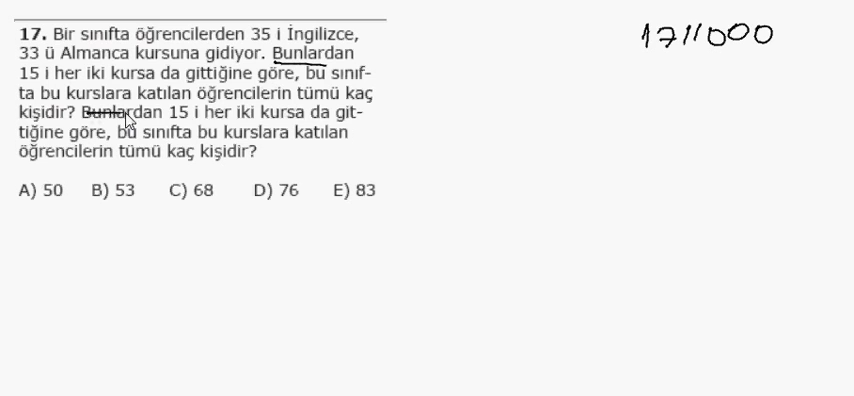 17. Bir sınıfta öğrencilerden 35 i İngilizce,
33 ü Almanca kursuna gidiyor. Bunlardan
15 i her iki kursa da gittiğine göre, bu sınıf-
ta bu kurslara katılan öğrencilerin tümü kaç
kişidir? Bunlardan 15 i her iki kursa da git-
tiğine göre, bu sınıfta bu kurslara katılan
öğrencilerin tümü kaç kişidir?
A) 50 B) 53 C) 68 D) 76 E) 83
1711000